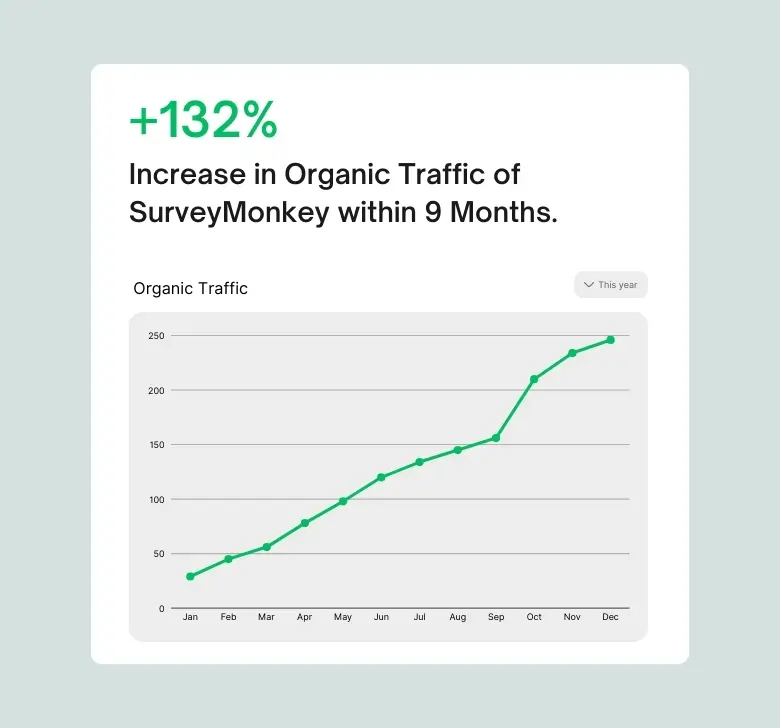 +132%
Increase in Organic Traffic of
SurveyMonkey within 9 Months.
Organic Traffic
This year
250
200
150
100
50
0
Jan Feb Mar Apr May Jun Jul Aug Sep Oct Nov Dec